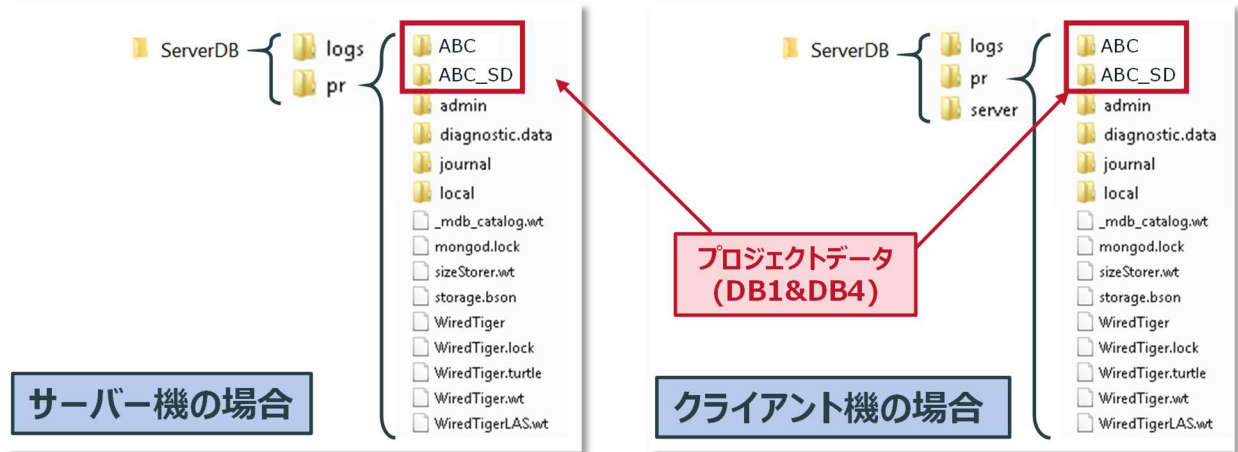 ServerDB
logs
pr
ABC
ABC_SD
admin
diagnostic.data
journal
local
_mdb_catalog.wt
mongod.lock
sizeStorer.wt
storage.bson
WiredTiger
WiredTiger.lock
WiredTiger.turtle
WiredTiger.wt
WiredTigerLAS.wt
サーバー機の場合
プロジェクトデータ
(DB1&DB4)
ServerDB
logs
pr
server
ABC
ABC_SD
admin
diagnostic.data
journal
local
_mdb_catalog.wt
mongod.lock
sizeStorer.wt
storage.bson
WiredTiger
WiredTiger.lock
WiredTiger.turtle
WiredTiger.wt
WiredTigerLAS.wt
クライアント機の場合